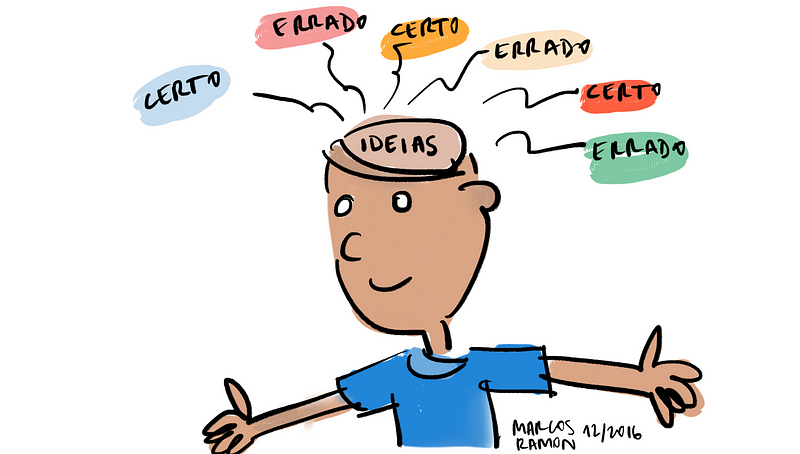 CERTO
ERRADO
CERTO
ERRADO
CERTO
ERRADO
IDEIAS
MARCOS 12/2016
RAMON